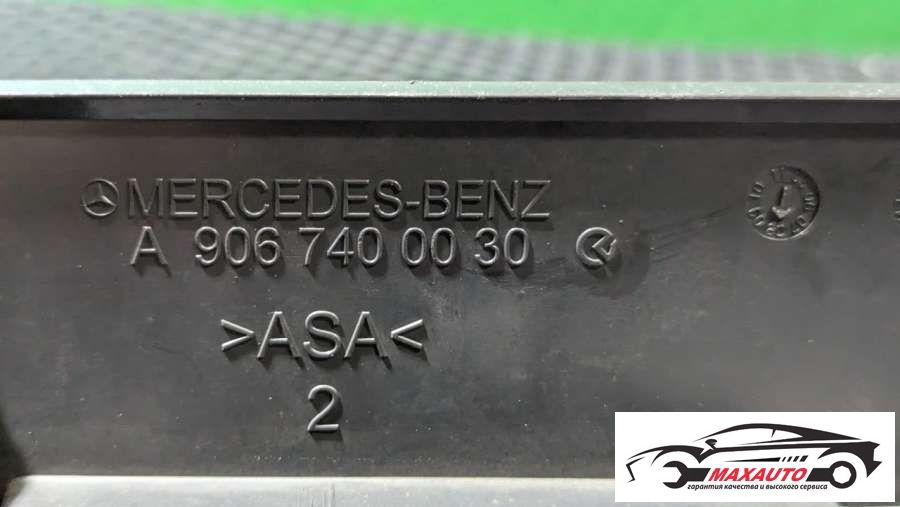 MERCEDES-BENZ
A 906 740 00 30
>ASA<
2
MAXAUTO
гарантия качества и высокого сервиса